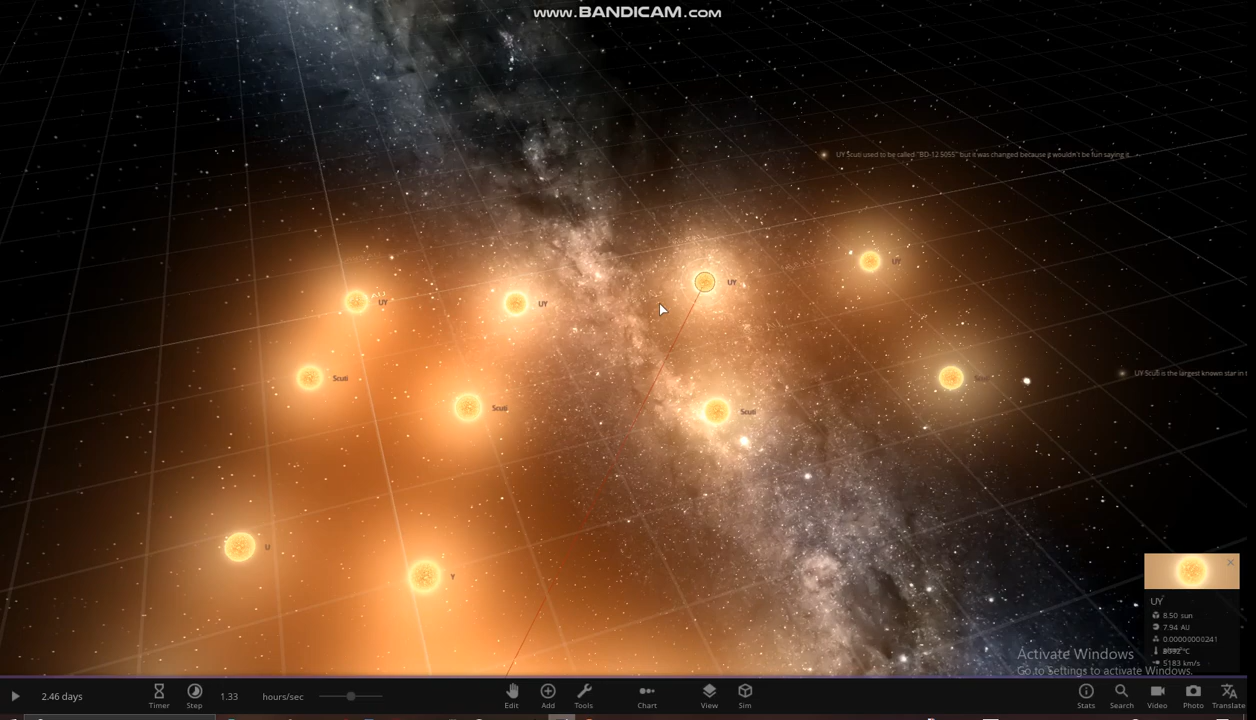 www.BANDICAM.com
UY Scuti used to be called "BD-12 5055" but it was changed because it wouldn't be fun saying it
UY
UY
UY
UY
UY Scuti is the largest known star in t
Scuti
Scuti
Scuti
U
Y
UY
8.50 sun
7.94 AU
0.00000000241
5183 km/s
Activate Windows
Go to Settings to activate Windows.
2.46 days
Timer
Step
1.33
hours/sec
Edit
Add
Tools
Chart
View
Sim
Stats
Search
Video
Photo
Translate